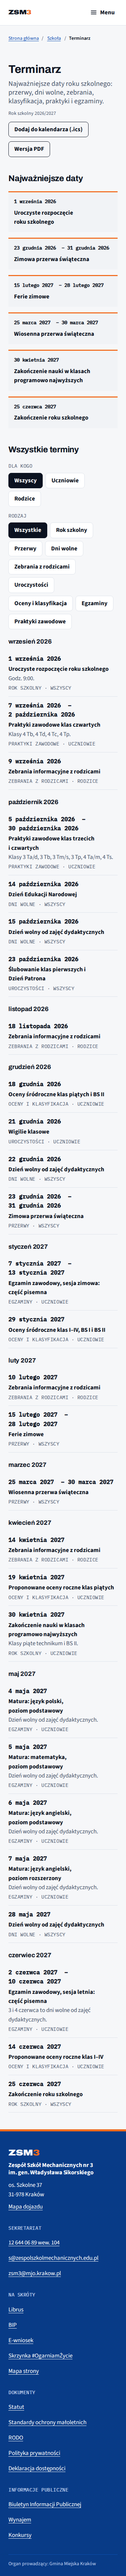 ZSM3
Menu
Strona główna / Szkoła / Terminarz
Terminarz
Najważniejsze daty roku szkolnego:
przerwy, dni wolne, zebrania,
klasyfikacja, praktyki i egzaminy.
Rok szkolny 2026/2027
Dodaj do kalendarza (.ics)
Wersja PDF
Najważniejsze daty
1 września 2026
Uroczyste rozpoczęcie
roku szkolnego
23 grudnia 2026 – 31 grudnia 2026
Zimowa przerwa świąteczna
15 lutego 2027 – 28 lutego 2027
Ferie zimowe
25 marca 2027 – 30 marca 2027
Wiosenna przerwa świąteczna
30 kwietnia 2027
Zakończenie nauki w klasach
programowo najwyższych
25 czerwca 2027
Zakończenie roku szkolnego
Wszystkie terminy
DLA KOGO
Wszyscy
Uczniowie
Rodzice
RODZAJ
Wszystkie
Rok szkolny
Przerwy
Dni wolne
Zebrania z rodzicami
Uroczystości
Oceny i klasyfikacja
Egzaminy
Praktyki zawodowe
wrzesień 2026
1 września 2026
Uroczyste rozpoczęcie roku szkolnego
Godz. 9:00.
ROK SZKOLNY · WSZYSCY
7 września 2026 –
2 października 2026
Praktyki zawodowe klas czwartych
Klasy 4 Tb, 4 Td, 4 Tc, 4 Tp.
PRAKTYKI ZAWODOWE · UCZNIOWIE
9 września 2026
Zebrania informacyjne z rodzicami
ZEBRANIA Z RODZICAMI · RODZICE
październik 2026
5 października 2026 –
30 października 2026
Praktyki zawodowe klas trzecich
i czwartych
Klasy 3 Ta/d, 3 Tb, 3 Tm/s, 3 Tp, 4 Ta/m, 4 Ts.
PRAKTYKI ZAWODOWE · UCZNIOWIE
14 października 2026
Dzień Edukacji Narodowej
DNI WOLNE · WSZYSCY
15 października 2026
Dzień wolny od zajęć dydaktycznych
DNI WOLNE · WSZYSCY
23 października 2026
Ślubowanie klas pierwszych i
Dzień Patrona
UROCZYSTOŚCI · WSZYSCY
listopad 2026
18 listopada 2026
Zebrania informacyjne z rodzicami
ZEBRANIA Z RODZICAMI · RODZICE
grudzień 2026
18 grudnia 2026
Oceny śródroczne klas piątych i BS II
OCENY I KLASYFIKACJA · UCZNIOWIE
21 grudnia 2026
Wigilie klasowe
UROCZYSTOŚCI · UCZNIOWIE
22 grudnia 2026
Dzień wolny od zajęć dydaktycznych
DNI WOLNE · WSZYSCY
23 grudnia 2026 –
31 grudnia 2026
Zimowa przerwa świąteczna
PRZERWY · WSZYSCY
styczeń 2027
7 stycznia 2027 –
13 stycznia 2027
Egzamin zawodowy, sesja zimowa:
część pisemna
EGZAMINY · UCZNIOWIE
29 stycznia 2027
Oceny śródroczne klas I–IV, BS I i BS II
OCENY I KLASYFIKACJA · UCZNIOWIE
luty 2027
10 lutego 2027
Zebrania informacyjne z rodzicami
ZEBRANIA Z RODZICAMI · RODZICE
15 lutego 2027 –
28 lutego 2027
Ferie zimowe
PRZERWY · WSZYSCY
marzec 2027
25 marca 2027 – 30 marca 2027
Wiosenna przerwa świąteczna
PRZERWY · WSZYSCY
kwiecień 2027
14 kwietnia 2027
Zebrania informacyjne z rodzicami
ZEBRANIA Z RODZICAMI · RODZICE
19 kwietnia 2027
Proponowane oceny roczne klas piątych
OCENY I KLASYFIKACJA · UCZNIOWIE
30 kwietnia 2027
Zakończenie nauki w klasach
programowo najwyższych
Klasy piąte technikum i BS II.
ROK SZKOLNY · UCZNIOWIE
maj 2027
4 maja 2027
Matura: język polski,
poziom podstawowy
Dzień wolny od zajęć dydaktycznych.
EGZAMINY · UCZNIOWIE
5 maja 2027
Matura: matematyka,
poziom podstawowy
Dzień wolny od zajęć dydaktycznych.
EGZAMINY · UCZNIOWIE
6 maja 2027
Matura: język angielski,
poziom podstawowy
Dzień wolny od zajęć dydaktycznych.
EGZAMINY · UCZNIOWIE
7 maja 2027
Matura: język angielski,
poziom rozszerzony
Dzień wolny od zajęć dydaktycznych.
EGZAMINY · UCZNIOWIE
28 maja 2027
Dzień wolny od zajęć dydaktycznych
DNI WOLNE · WSZYSCY
czerwiec 2027
2 czerwca 2027 –
10 czerwca 2027
Egzamin zawodowy, sesja letnia:
część pisemna
3 i 4 czerwca to dni wolne od zajęć
dydaktycznych.
EGZAMINY · UCZNIOWIE
14 czerwca 2027
Proponowane oceny roczne klas I–IV
OCENY I KLASYFIKACJA · UCZNIOWIE
25 czerwca 2027
Zakończenie roku szkolnego
ROK SZKOLNY · WSZYSCY
ZSM3
Zespół Szkół Mechanicznych nr 3
im. gen. Władysława Sikorskiego
os. Szkolne 37
31-978 Kraków
Mapa dojazdu
SEKRETARIAT
12 644 06 89 wew. 104
s@zespolszkolmechanicznych.edu.pl
zsm3@mjo.krakow.pl
NA SKRÓTY
Librus
BIP
E-wniosek
Skrzynka #OgarniamŻycie
Mapa strony
DOKUMENTY
Statut
Standardy ochrony małoletnich
RODO
Polityka prywatności
Deklaracja dostępności
INFORMACJE PUBLICZNE
Biuletyn Informacji Publicznej
Wynajem
Konkursy
Organ prowadzący: Gmina Miejska Kraków